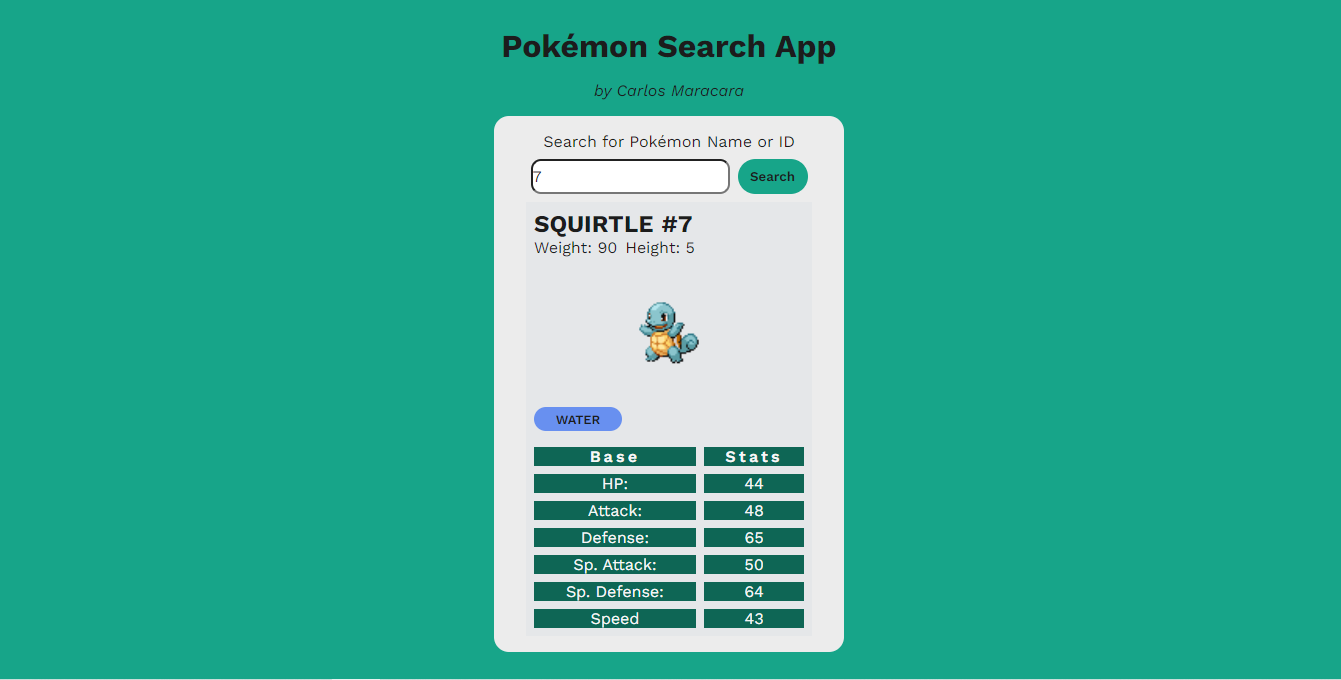 Pokémon Search App
by Carlos Maracara
Search for Pokémon Name or ID
7 Search
SQUIRTLE #7
Weight: 90 Height: 5
WATER
Base Stats
HP: 44
Attack: 48
Defense: 65
Sp. Attack: 50
Sp. Defense: 64
Speed 43